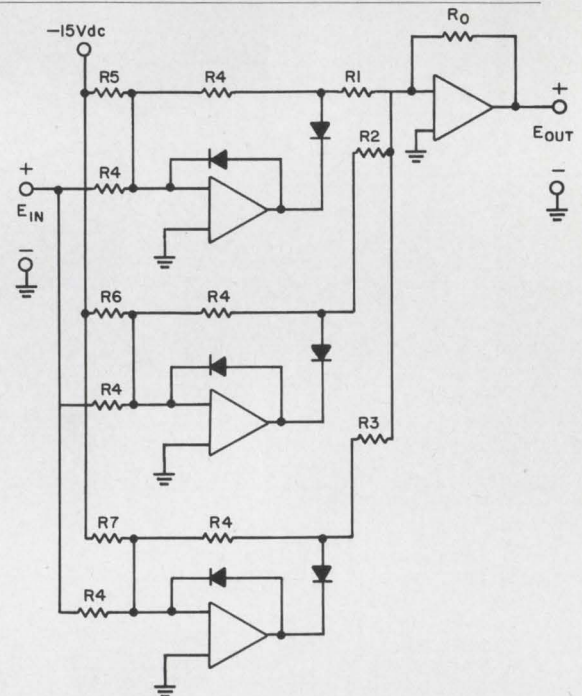 −15Vdc
R0
R5 R4 R1
+ EOUT −
R2
R4
+ EIN −
R6 R4
R4
R3
R7 R4
R4